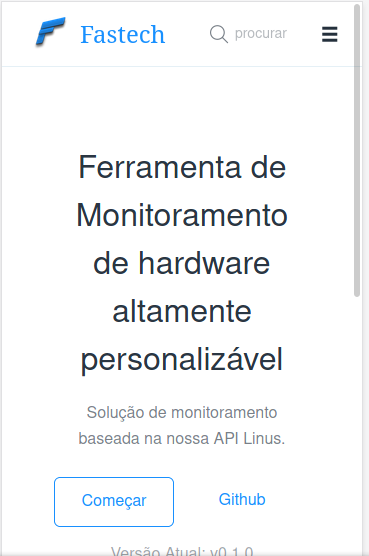 Fastech procurar
Ferramenta de
Monitoramento
de hardware
altamente
personalizável
Solução de monitoramento
baseada na nossa API Linus.
Começar Github
Versão Atual: v0.1.0